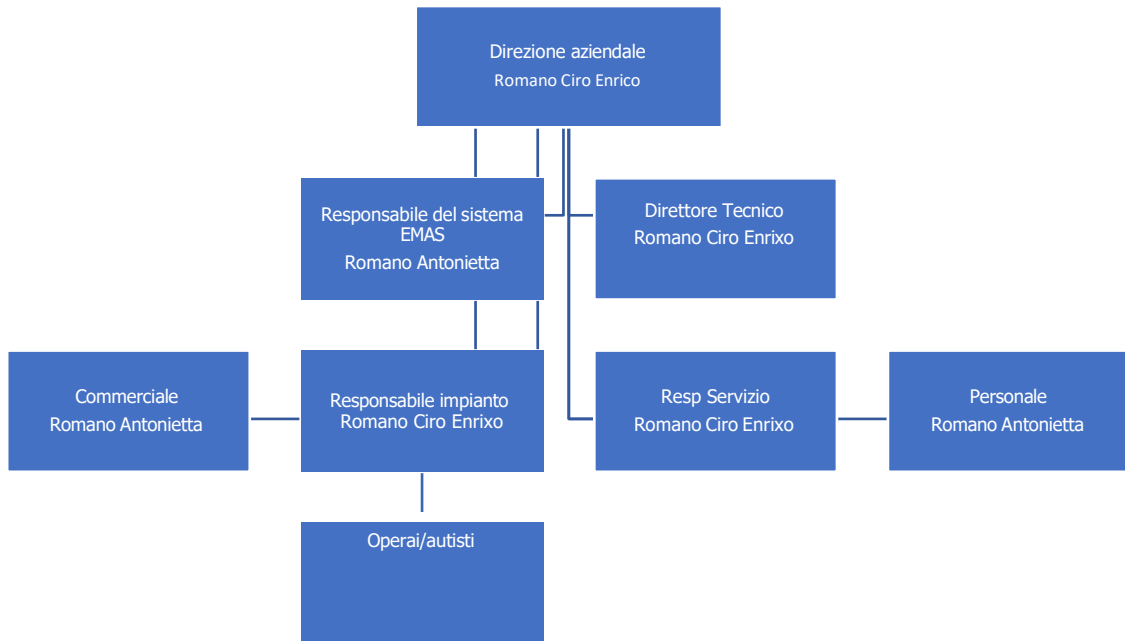 Direzione aziendale
Romano Ciro Enrico
Responsabile del sistema
EMAS
Romano Antonietta
Direttore Tecnico
Romano Ciro Enrixo
Commerciale
Romano Antonietta
Responsabile impianto
Romano Ciro Enrixo
Resp Servizio
Romano Ciro Enrixo
Personale
Romano Antonietta
Operai/autisti